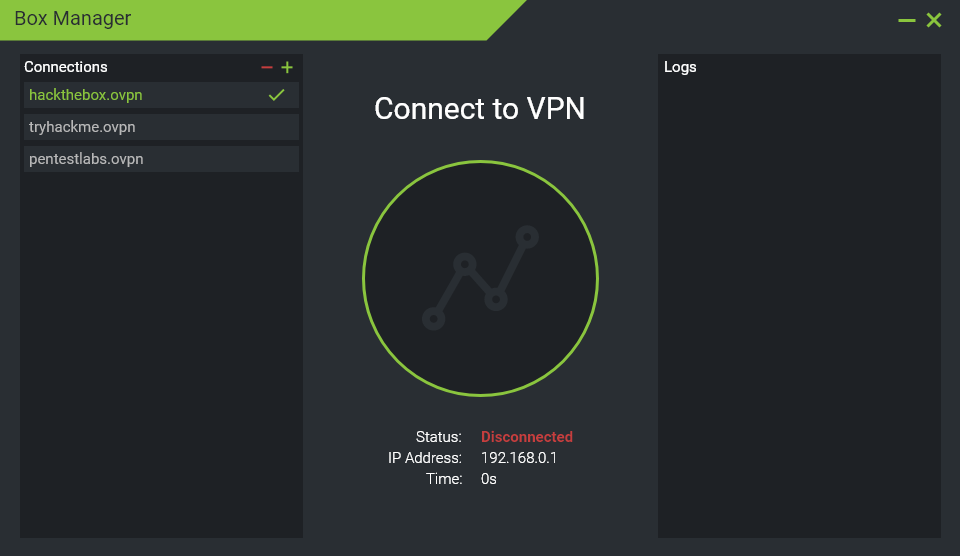 Box Manager
Connections
hackthebox.ovpn
tryhackme.ovpn
pentestlabs.ovpn
Connect to VPN
Status: Disconnected
IP Address: 192.168.0.1
Time: 0s
Logs